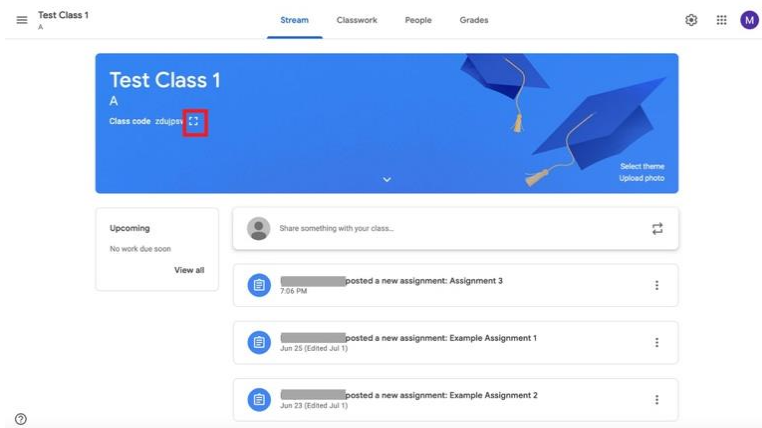 Test Class 1
A
Stream
Classwork
People
Grades
M
Test Class 1
A
Class code
Select theme
Upload photo
Upcoming
No work due soon
View all
Share something with your class...
posted a new assignment: Assignment 3
7:06 PM
posted a new assignment: Example Assignment 1
Jun 25 (Edited Jul 1)
posted a new assignment: Example Assignment 2
Jun 23 (Edited Jul 1)